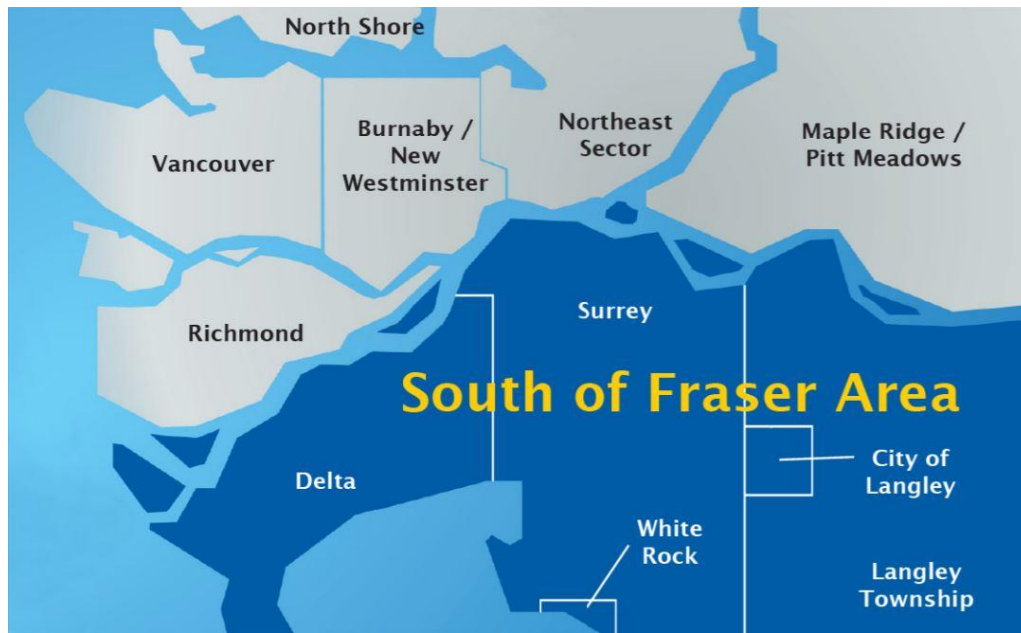 North Shore
Burnaby /
New
Westminster
Northeast
Sector
Maple Ridge /
Pitt Meadows
Vancouver
Richmond
Surrey
South of Fraser Area
Delta
City of
Langley
White
Rock
Langley
Township